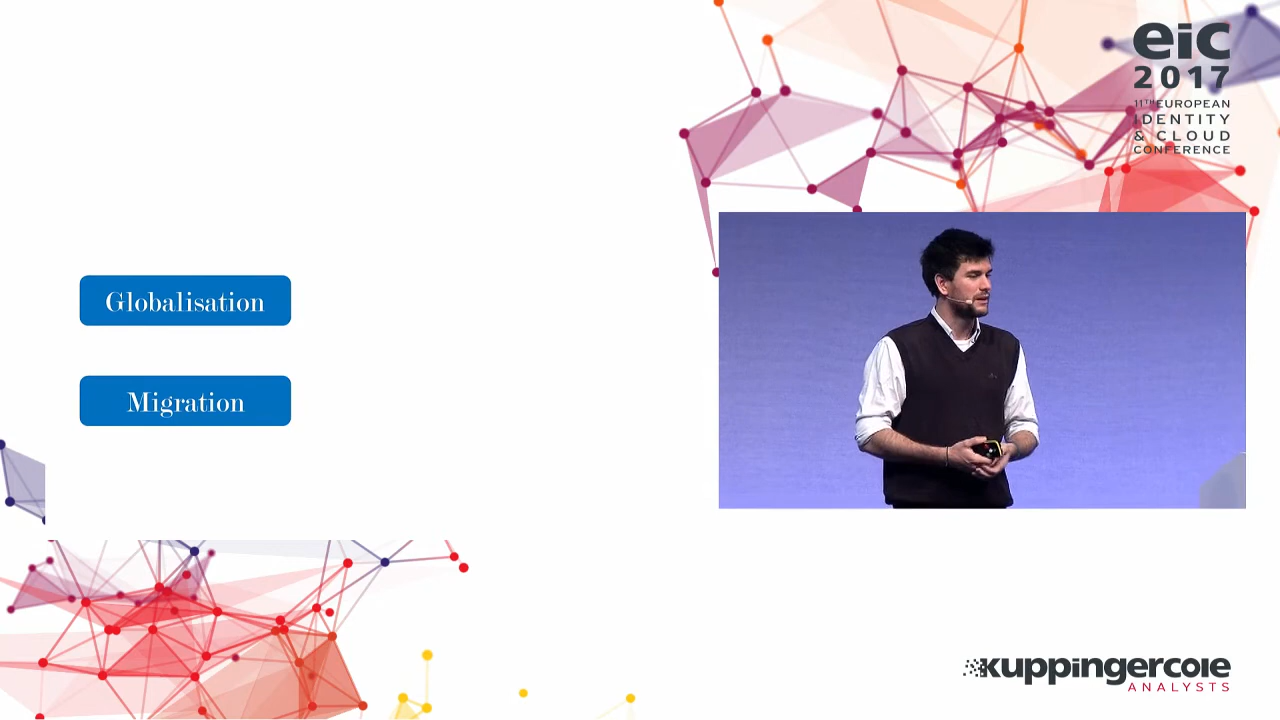 eic
2017
11TH EUROPEAN
IDENTITY
& CLOUD
CONFERENCE
Globalisation
Migration
kuppingercole
ANALYSTS